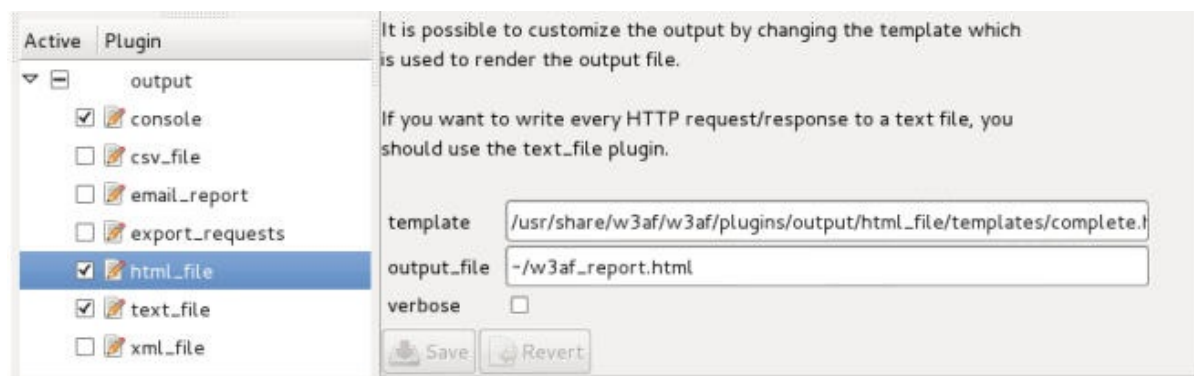 Active Plugin
output
console
csv_file
email_report
export_requests
html_file
text_file
xml_file
It is possible to customize the output by changing the template which
is used to render the output file.
If you want to write every HTTP request/response to a text file, you
should use the text_file plugin.
template /usr/share/w3af/w3af/plugins/output/html_file/templates/complete.h
output_file ~/w3af_report.html
verbose
Save Revert